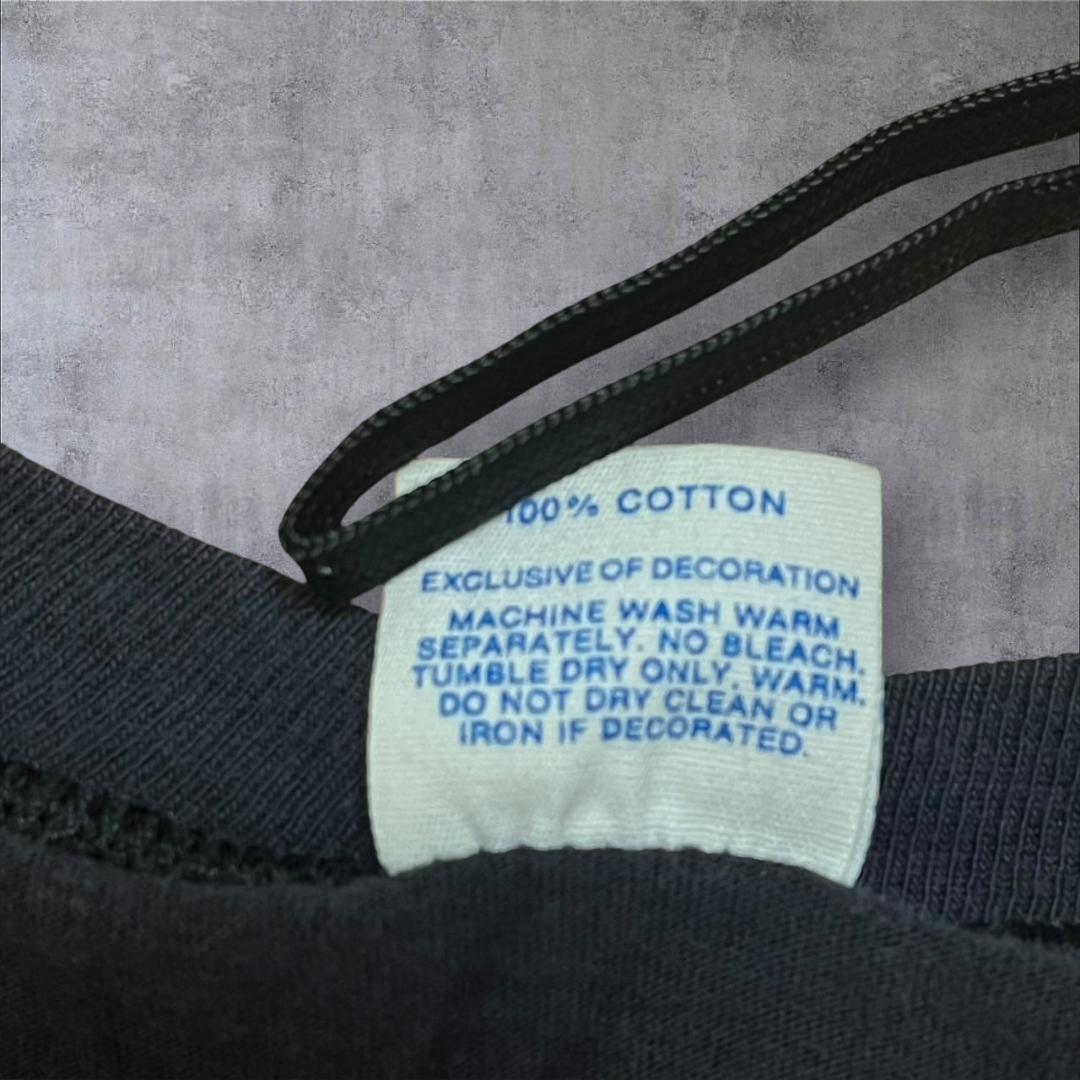 100% COTTON
EXCLUSIVE OF DECORATION
MACHINE WASH WARM
SEPARATELY. NO BLEACH.
TUMBLE DRY ONLY, WARM.
DO NOT DRY CLEAN OR
IRON IF DECORATED.